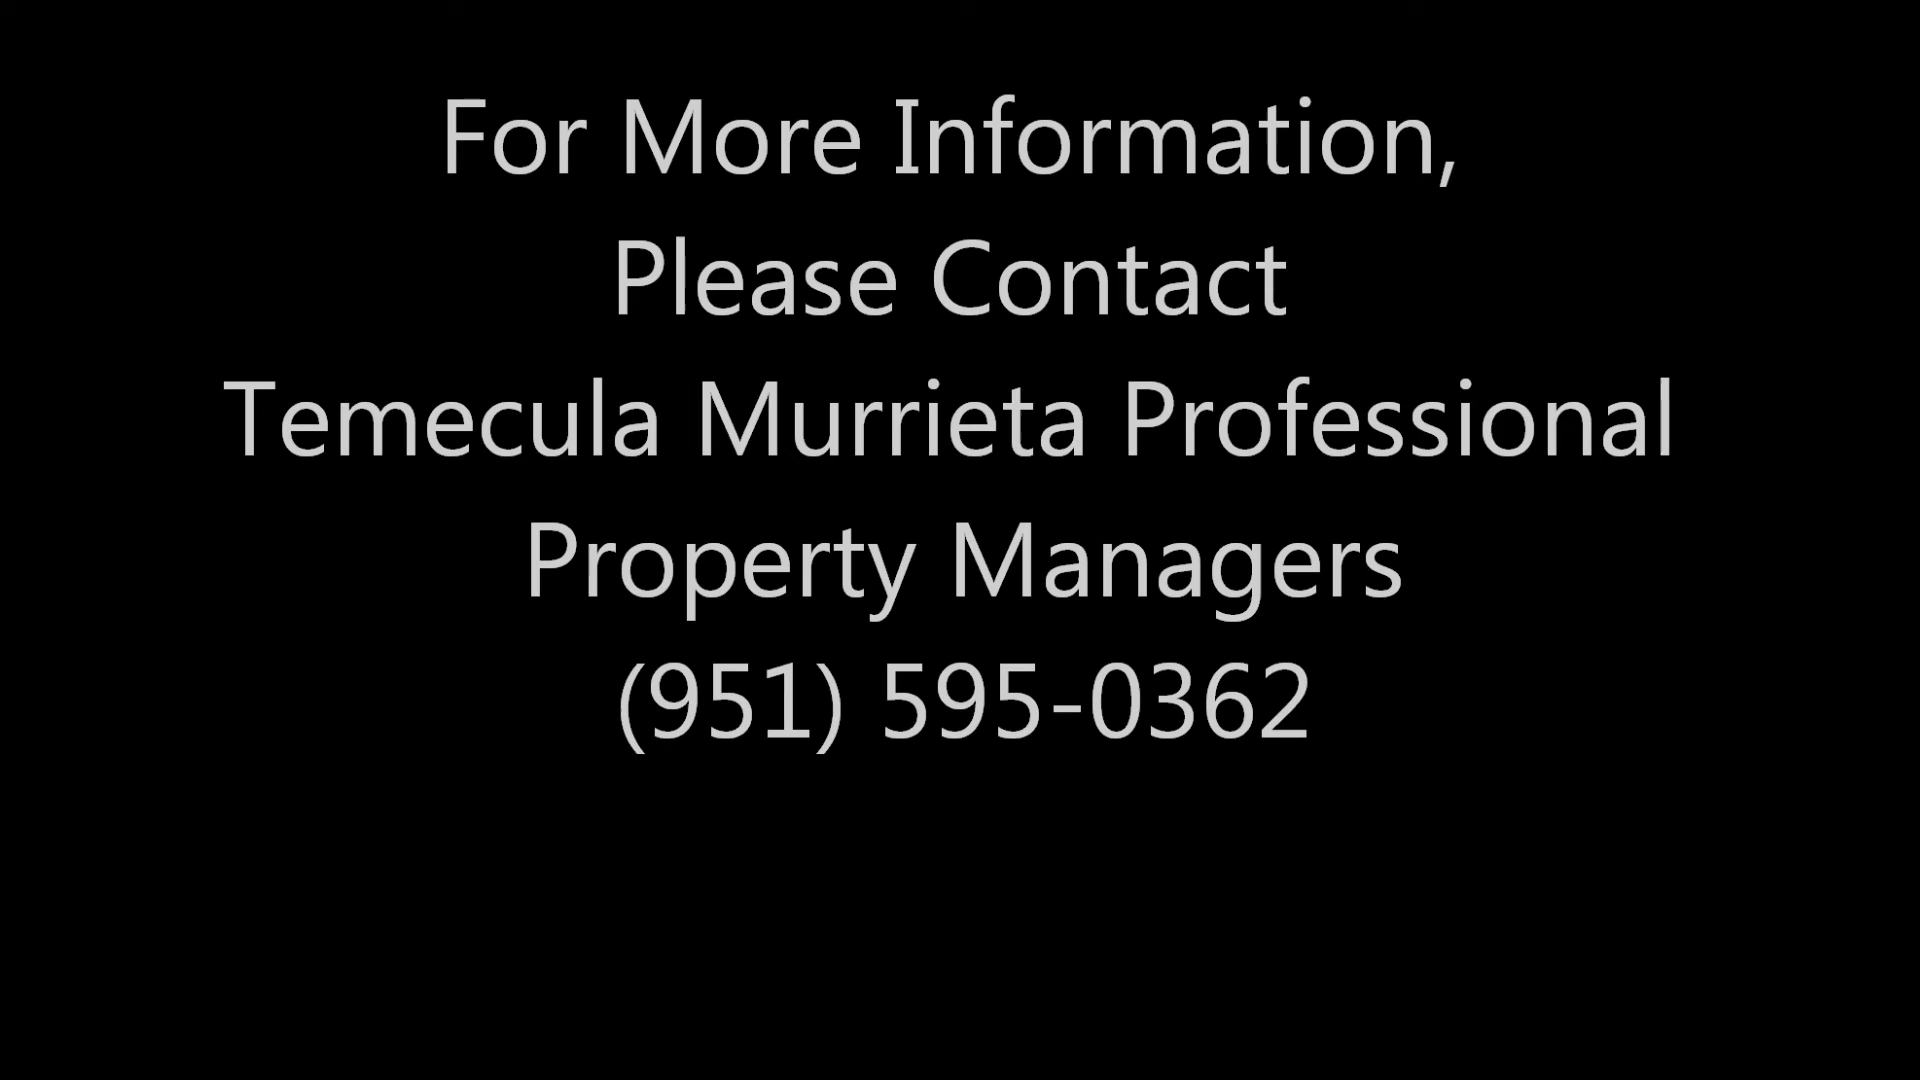 For More Information,
Please Contact
Temecula Murrieta Professional
Property Managers
(951) 595-0362